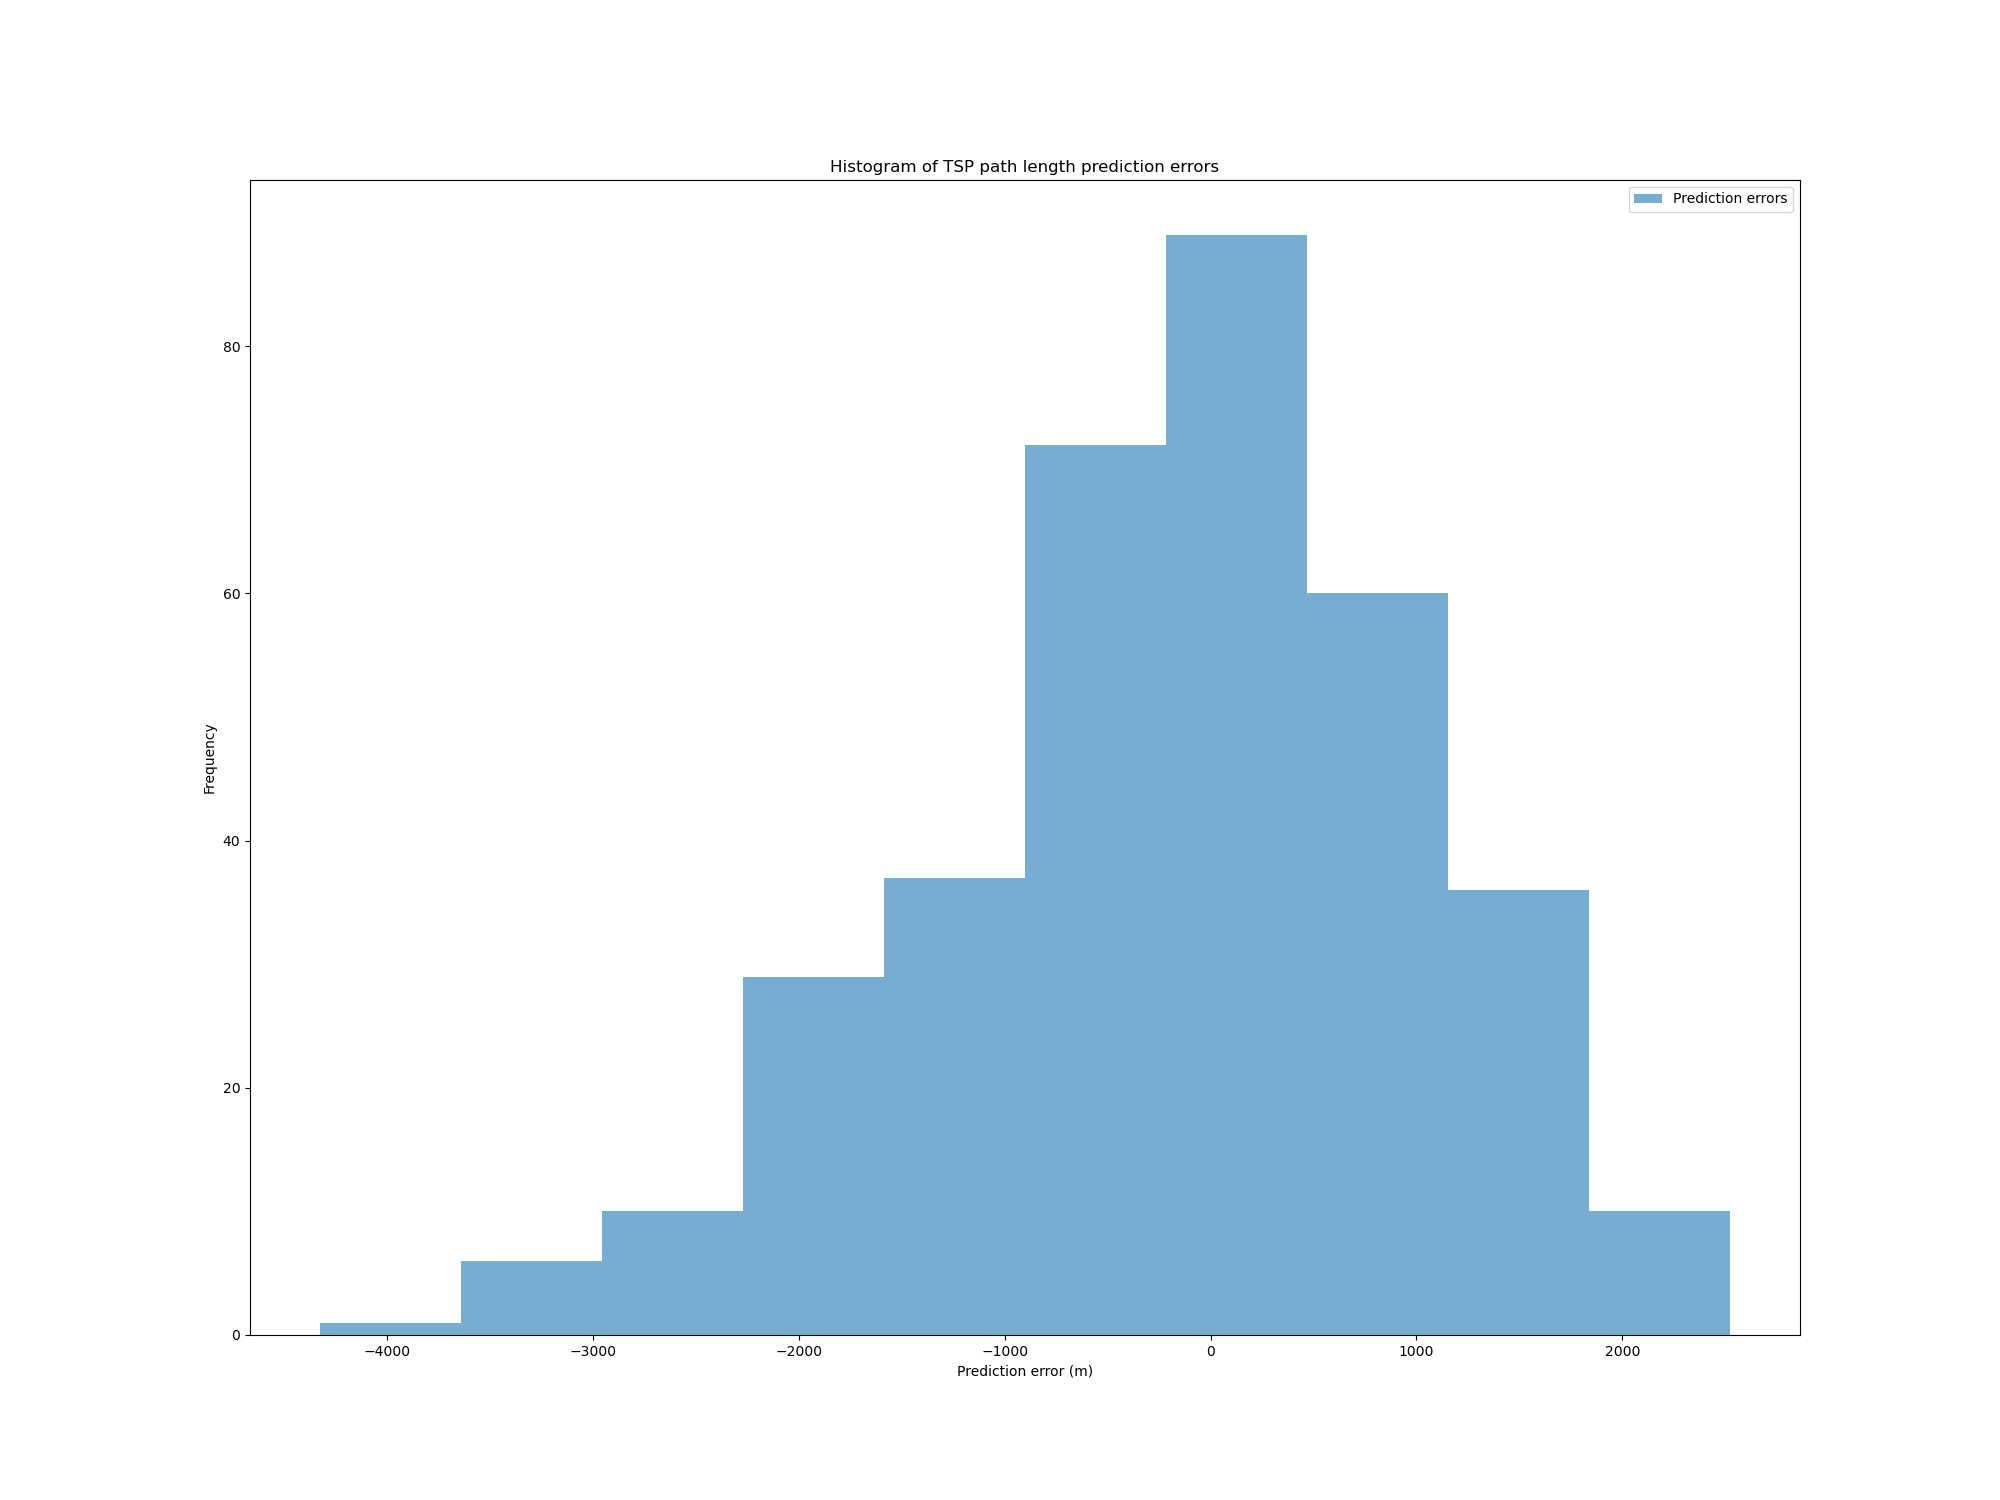 Histogram of TSP path length prediction errors
Prediction errors
80
60
40
20
0
Frequency
−4000 −3000 −2000 −1000 0 1000 2000
Prediction error (m)